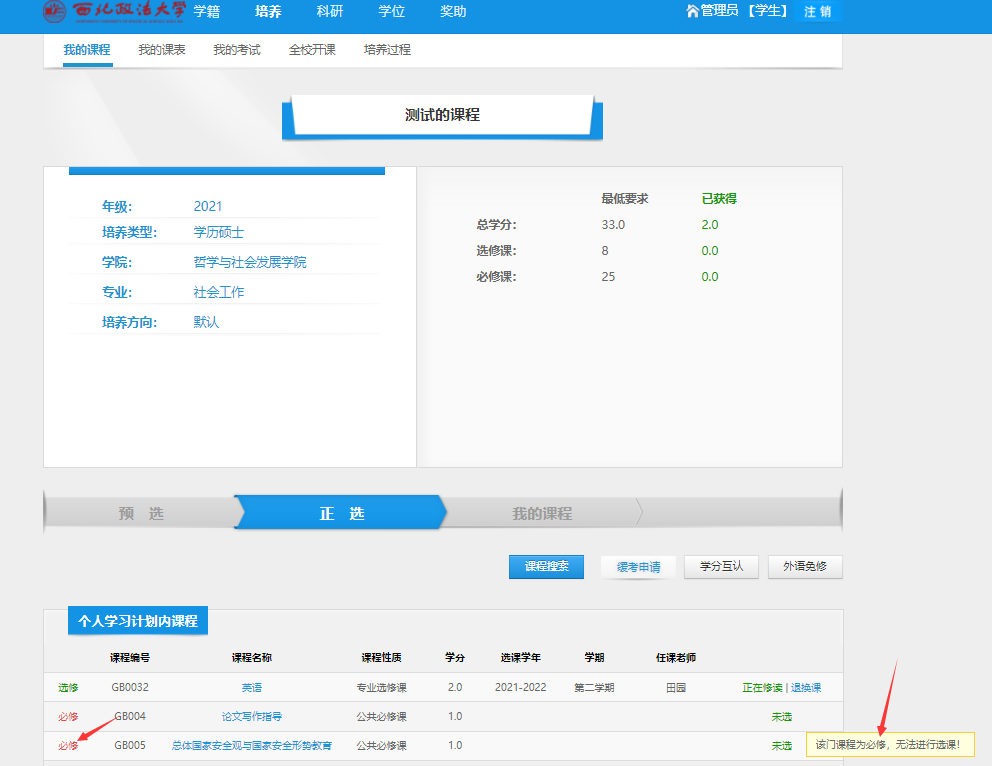 西北政法大学 学籍 培养 科研 学位 奖助 管理员 【学生】 注 销
我的课程 我的课表 我的考试 全校开课 培养过程
测试的课程
年级: 2021
培养类型: 学历硕士
学院: 哲学与社会发展学院
专业: 社会工作
培养方向: 默认
最低要求 已获得
总学分: 33.0 2.0
选修课: 8 0.0
必修课: 25 0.0
预 选 正 选 我的课程
课程搜索 缓考申请 学分互认 外语免修
个人学习计划内课程
课程编号 课程名称 课程性质 学分 选课学年 学期 任课老师
选修 GB0032 英语 专业选修课 2.0 2021-2022 第二学期 田园 正在修读 | 退换课
必修 GB004 论文写作指导 公共必修课 1.0 未选
必修 GB005 总体国家安全观与国家安全形势教育 公共必修课 1.0 未选 该门课程为必修，无法进行选课！